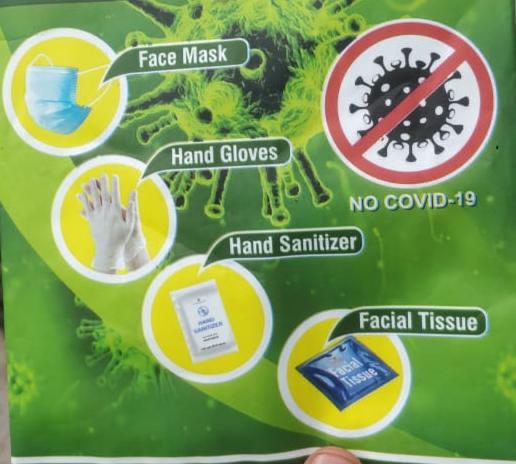 Face Mask
Hand Gloves
NO COVID-19
Hand Sanitizer
HAND
SANITIZER
Facial Tissue
Facial
Tissue